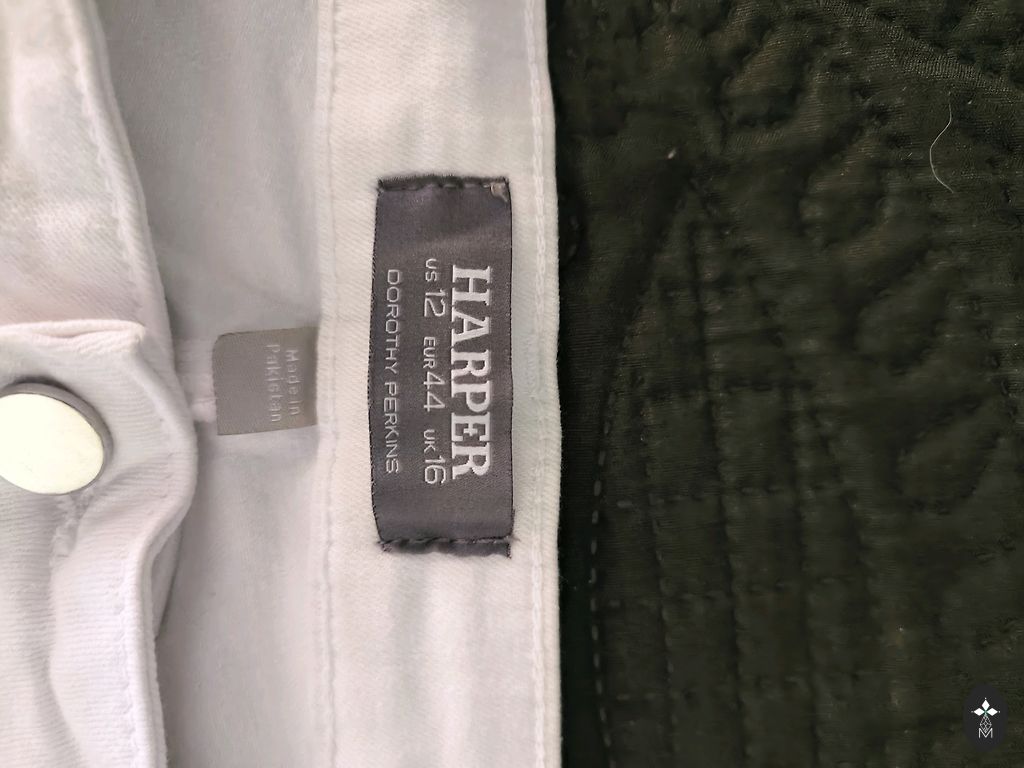 HARPER
US 12 EUR 44 UK 16
DOROTHY PERKINS
Made in
Pakistan